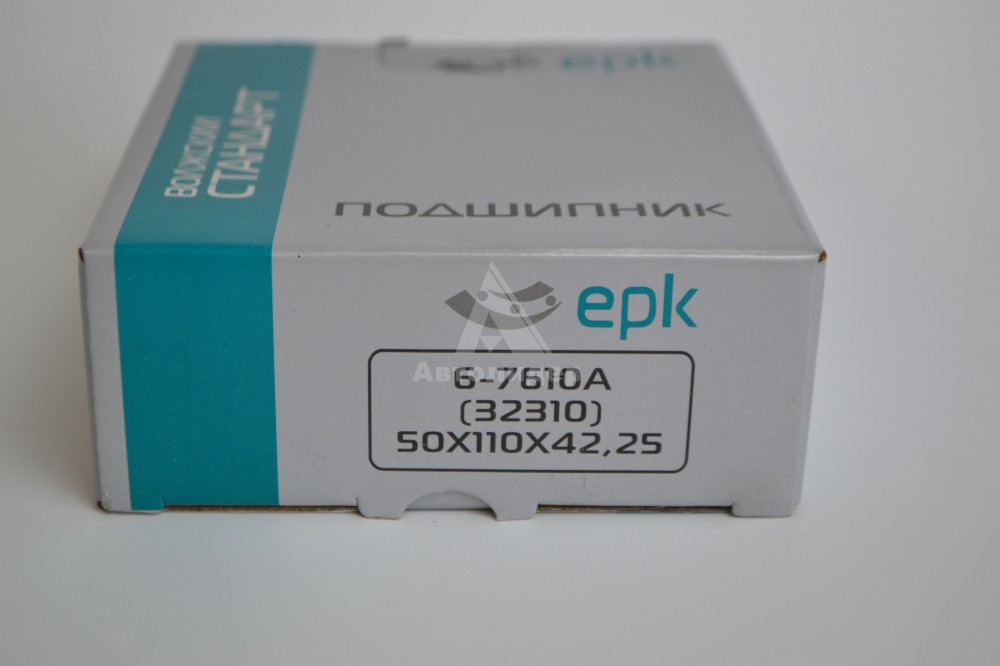 epk
ВОЛЖСКИЙ
СТАНДАРТ
ПОДШИПНИК
epk
6-7610А
(32310)
50X110X42,25